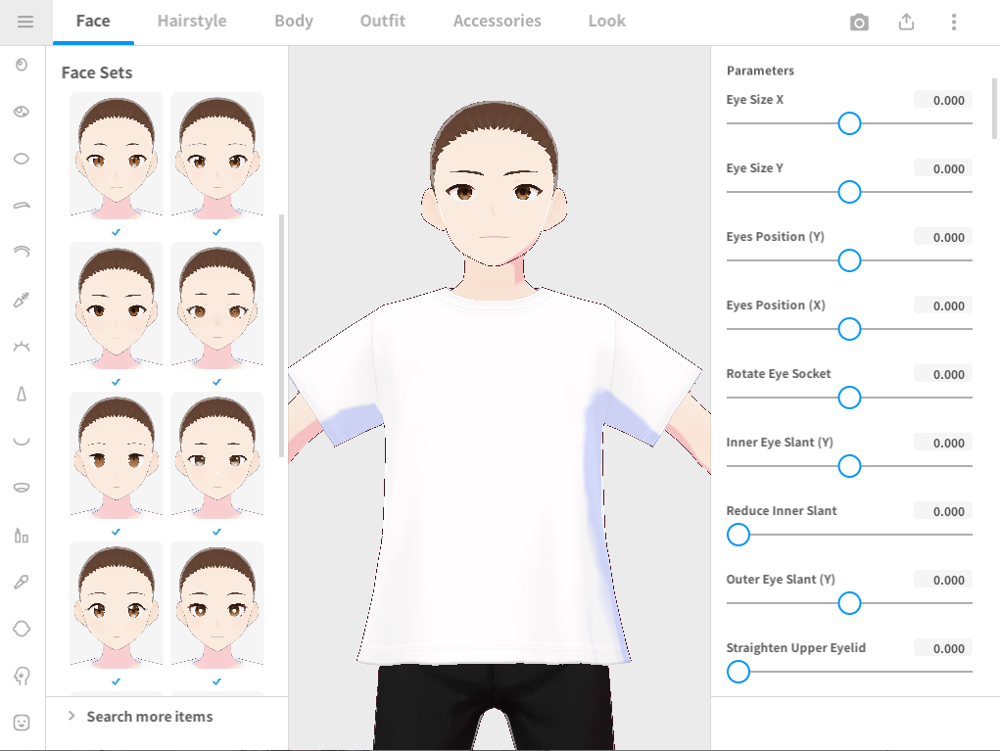 Face Hairstyle Body Outfit Accessories Look
Face Sets
Search more items
Parameters
Eye Size X 0.000
Eye Size Y 0.000
Eyes Position (Y) 0.000
Eyes Position (X) 0.000
Rotate Eye Socket 0.000
Inner Eye Slant (Y) 0.000
Reduce Inner Slant 0.000
Outer Eye Slant (Y) 0.000
Straighten Upper Eyelid 0.000